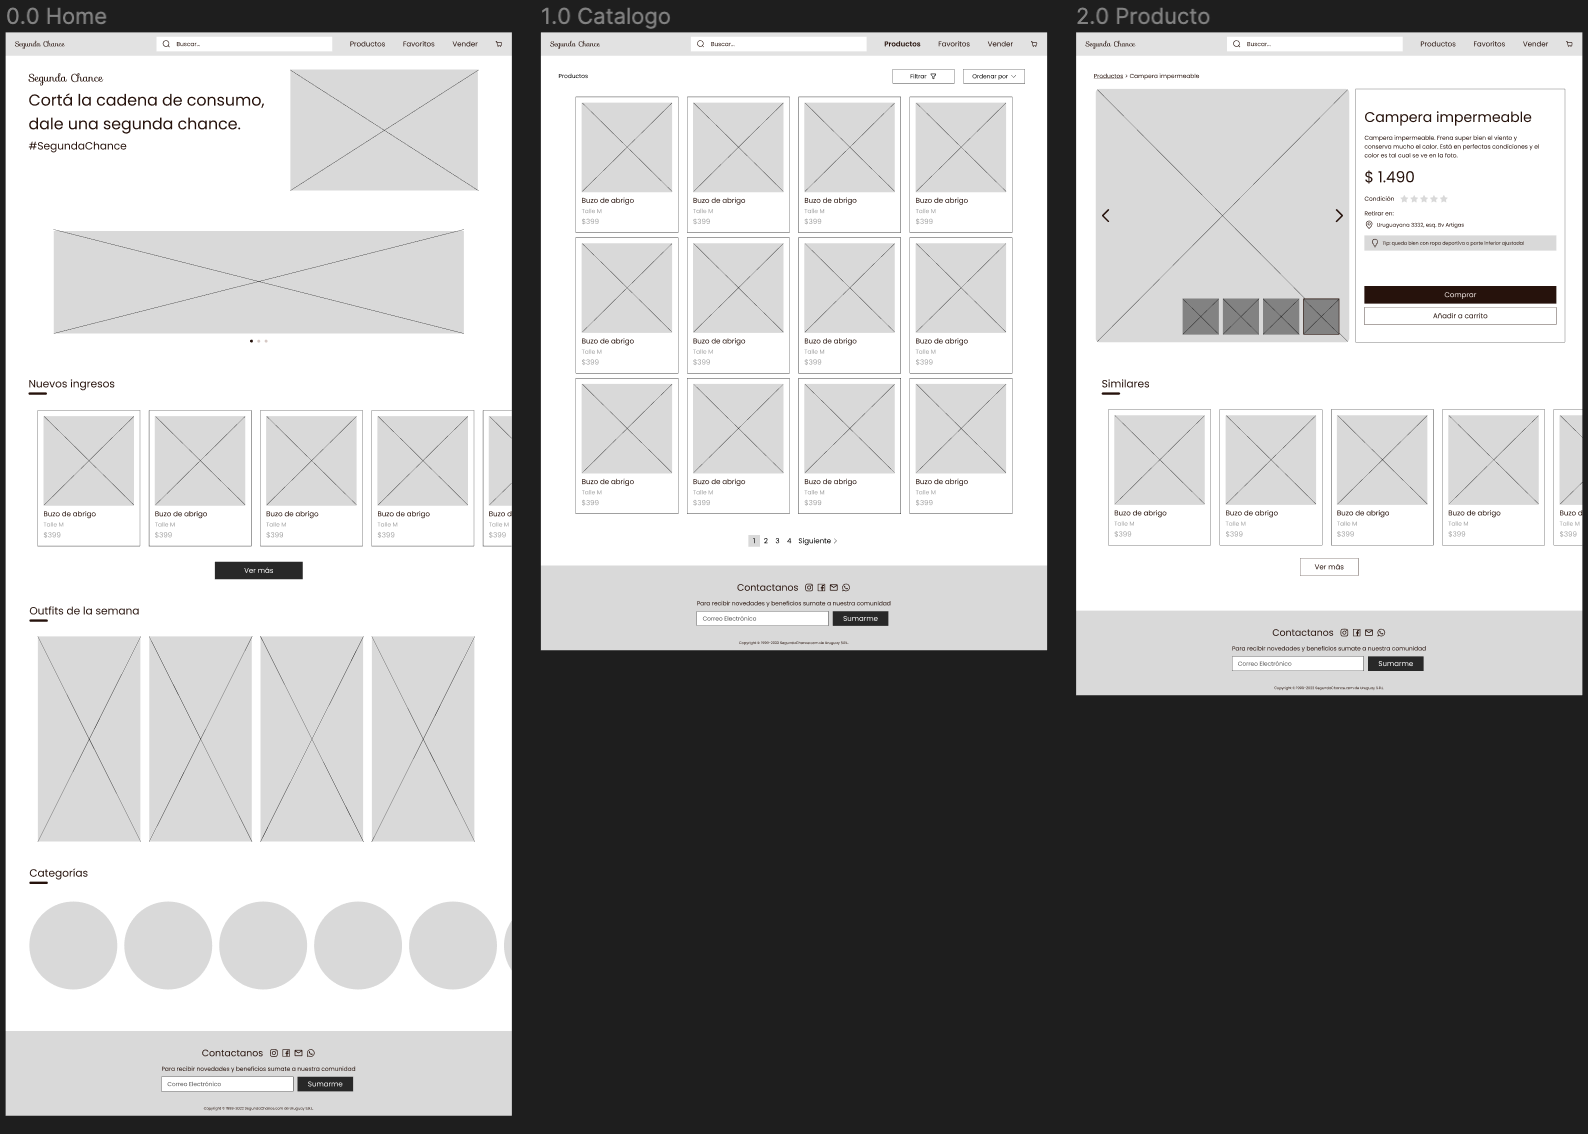 0.0 Home
Segunda Chance
Buscar...
Productos
Favoritos
Vender
Segunda Chance
Cortá la cadena de consumo,
dale una segunda chance.
#SegundaChance
Nuevos ingresos
Buzo de abrigo
Talle M
$399
Buzo de abrigo
Talle M
$399
Buzo de abrigo
Talle M
$399
Buzo de abrigo
Talle M
$399
Buzo d
Talle M
$399
Ver más
Outfits de la semana
Categorías
Contactanos
Para recibir novedades y beneficios sumate a nuestra comunidad
Correo Electrónico
Sumarme
Copyright © 1999-2022 SegundaChance.com de Uruguay S.R.L.
1.0 Catalogo
Segunda Chance
Buscar...
Productos
Favoritos
Vender
Productos
Filtrar
Ordenar por
Buzo de abrigo
Talle M
$399
Buzo de abrigo
Talle M
$399
Buzo de abrigo
Talle M
$399
Buzo de abrigo
Talle M
$399
Buzo de abrigo
Talle M
$399
Buzo de abrigo
Talle M
$399
Buzo de abrigo
Talle M
$399
Buzo de abrigo
Talle M
$399
Buzo de abrigo
Talle M
$399
Buzo de abrigo
Talle M
$399
Buzo de abrigo
Talle M
$399
Buzo de abrigo
Talle M
$399
1 2 3 4 Siguiente >
Contactanos
Para recibir novedades y beneficios sumate a nuestra comunidad
Correo Electrónico
Sumarme
Copyright © 1999-2022 SegundaChance.com de Uruguay S.R.L.
2.0 Producto
Segunda Chance
Buscar...
Productos
Favoritos
Vender
Productos > Campera impermeable
Campera impermeable
Campera impermeable. Frena super bien el viento y
conserva mucho el calor. Está en perfectas condiciones y el
color es tal cual se ve en la foto.
$ 1.490
Condición
Retirar en:
Uruguayana 3332, esq. Bv Artigas
Tip: queda bien con ropa deportiva o parte inferior ajustada!
Comprar
Añadir a carrito
Similares
Buzo de abrigo
Talle M
$399
Buzo de abrigo
Talle M
$399
Buzo de abrigo
Talle M
$399
Buzo de abrigo
Talle M
$399
Buzo d
Talle M
$399
Ver más
Contactanos
Para recibir novedades y beneficios sumate a nuestra comunidad
Correo Electrónico
Sumarme
Copyright © 1999-2022 SegundaChance.com de Uruguay S.R.L.